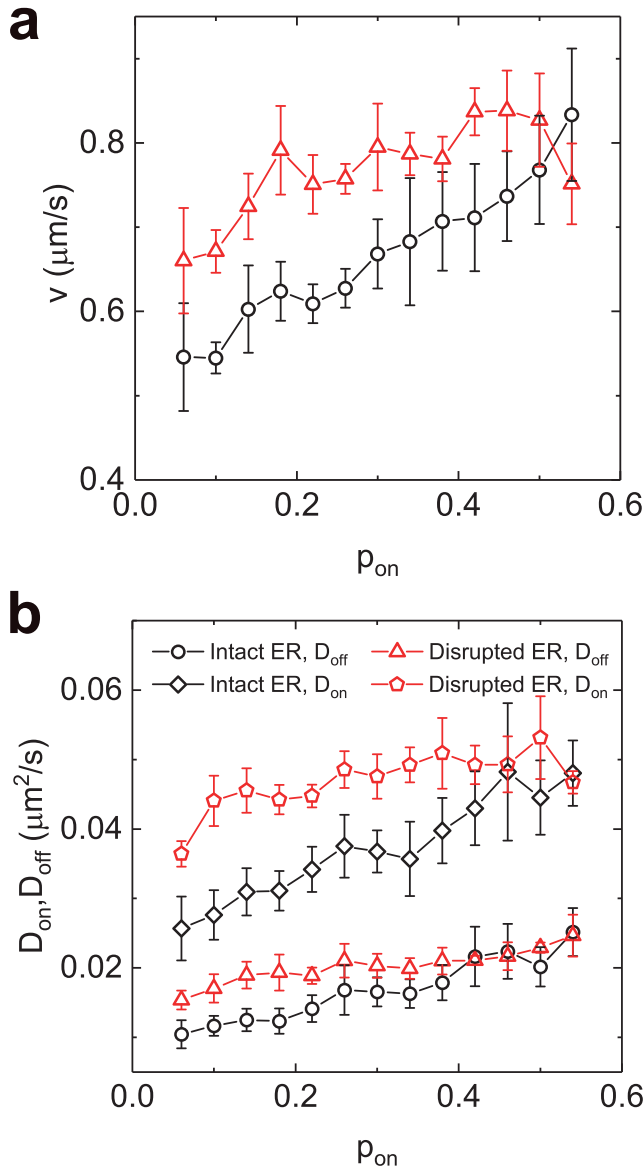 a
0.8
0.6
0.4
v (μm/s)
0.0 0.2 0.4 0.6
p_on
b
Intact ER, D_off Disrupted ER, D_off
Intact ER, D_on Disrupted ER, D_on
0.06
0.04
0.02
D_on,D_off (μm²/s)
0.0 0.2 0.4 0.6
p_on